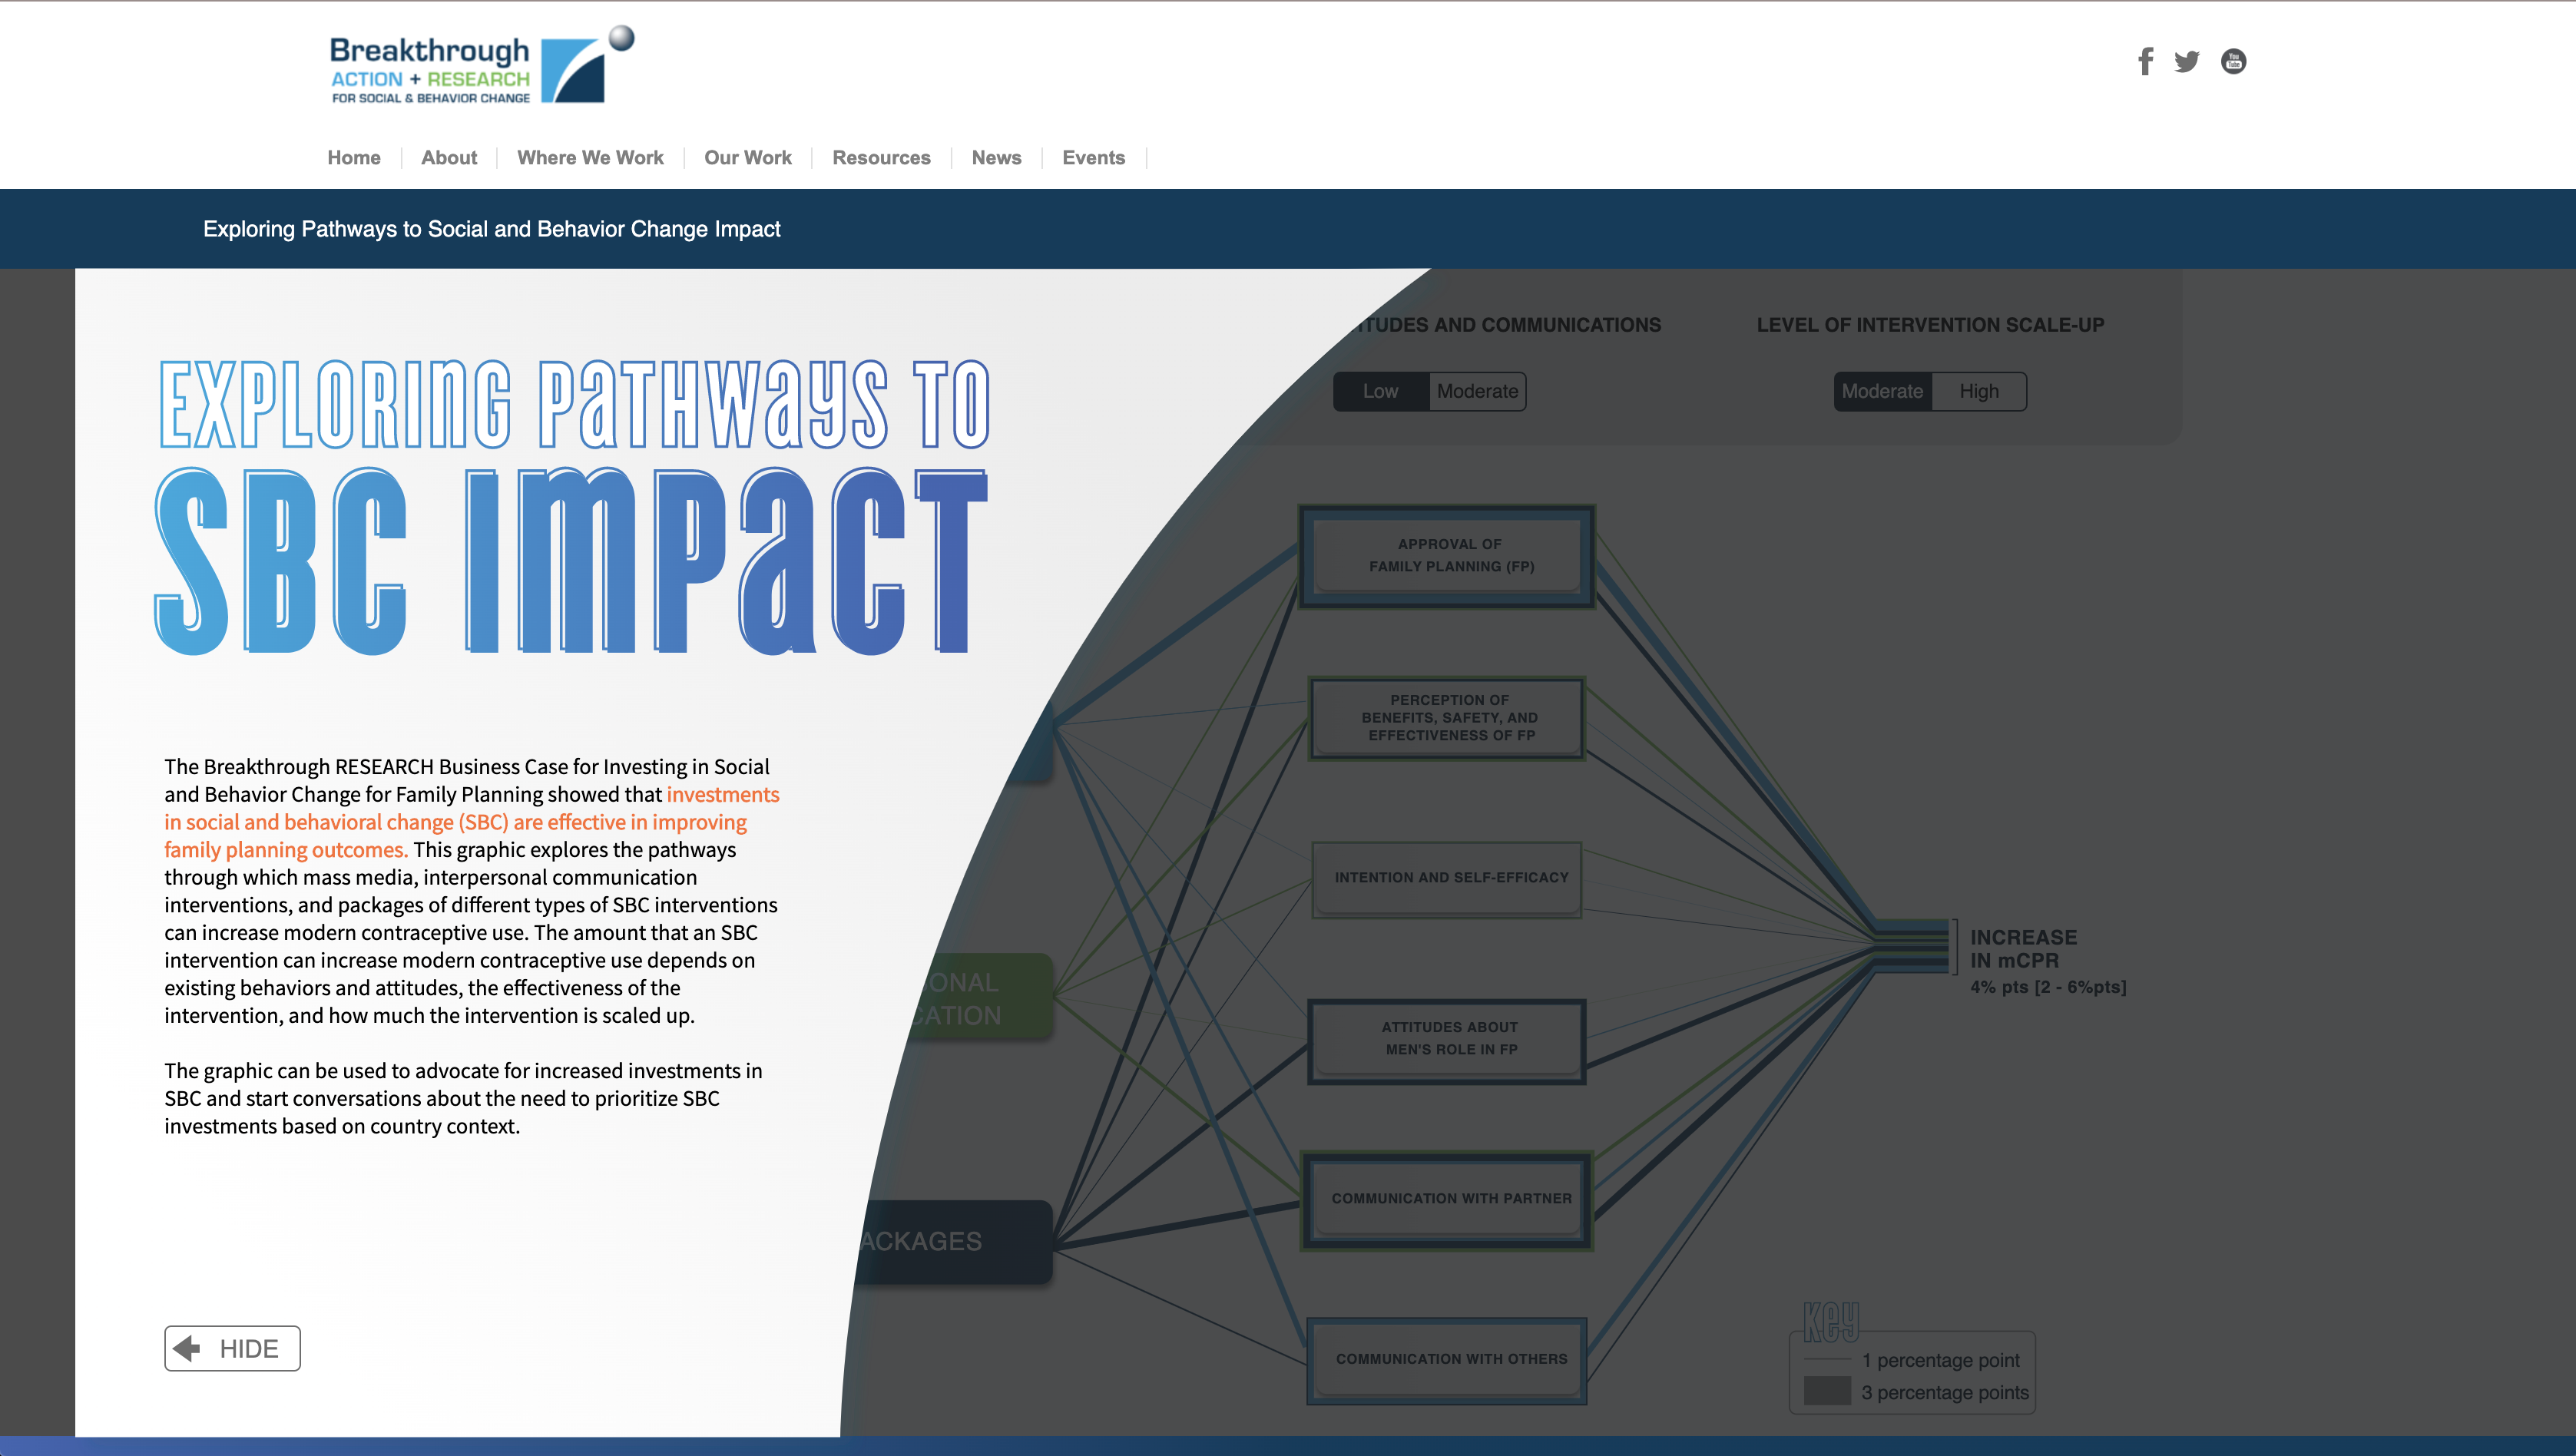 Breakthrough
ACTION + RESEARCH
FOR SOCIAL & BEHAVIOR CHANGE
You
Tube
Home
About
Where We Work
Our Work
Resources
News
Events
Exploring Pathways to Social and Behavior Change Impact
EXPLORING PATHWAYS TO
SBC IMPACT
The Breakthrough RESEARCH Business Case for Investing in Social
and Behavior Change for Family Planning showed that investments
in social and behavioral change (SBC) are effective in improving
family planning outcomes. This graphic explores the pathways
through which mass media, interpersonal communication
interventions, and packages of different types of SBC interventions
can increase modern contraceptive use. The amount that an SBC
intervention can increase modern contraceptive use depends on
existing behaviors and attitudes, the effectiveness of the
intervention, and how much the intervention is scaled up.
The graphic can be used to advocate for increased investments in
SBC and start conversations about the need to prioritize SBC
investments based on country context.
HIDE
TUDES AND COMMUNICATIONS
Low
Moderate
LEVEL OF INTERVENTION SCALE-UP
Moderate
High
ONAL
CATION
ACKAGES
APPROVAL OF
FAMILY PLANNING (FP)
PERCEPTION OF
BENEFITS, SAFETY, AND
EFFECTIVENESS OF FP
INTENTION AND SELF-EFFICACY
ATTITUDES ABOUT
MEN'S ROLE IN FP
COMMUNICATION WITH PARTNER
COMMUNICATION WITH OTHERS
INCREASE
IN mCPR
4% pts [2 - 6%pts]
Key
1 percentage point
3 percentage points